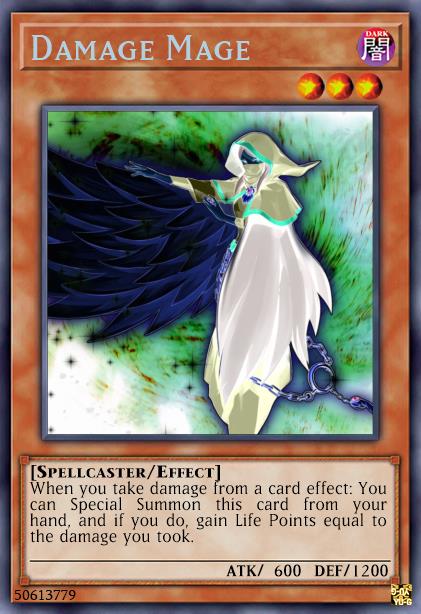 Damage Mage
DARK
闇
[Spellcaster/Effect]
When you take damage from a card effect: You
can Special Summon this card from your
hand, and if you do, gain Life Points equal to
the damage you took.
ATK/ 600 DEF/1200
50613779